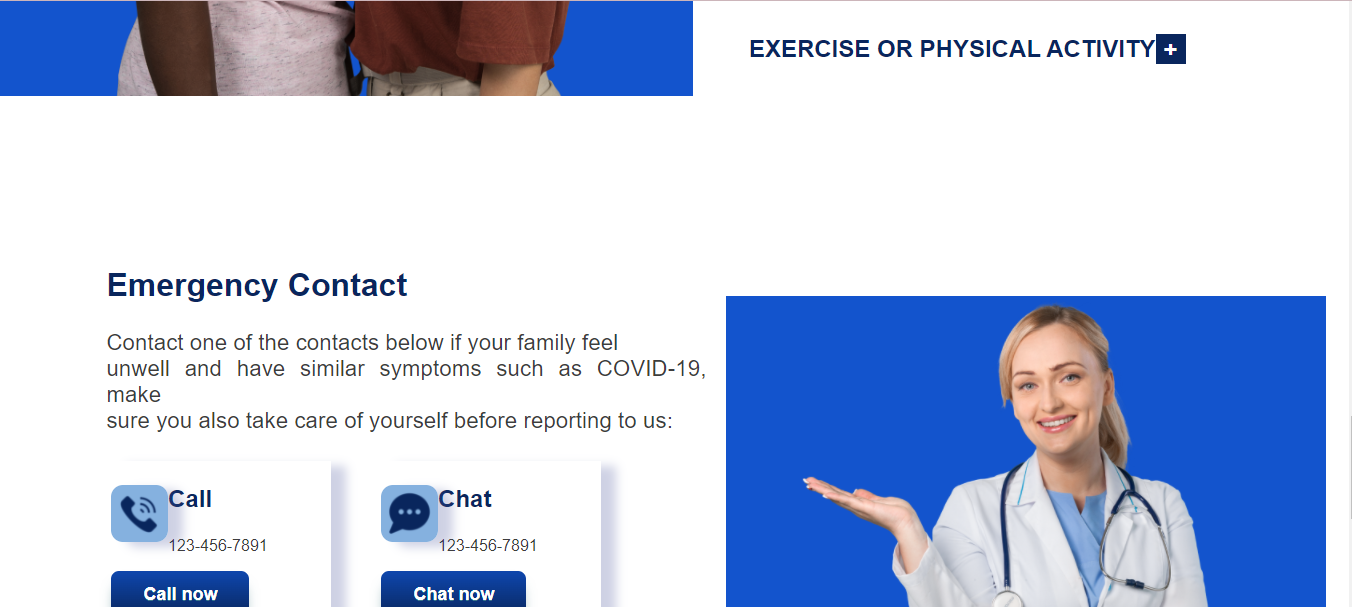 EXERCISE OR PHYSICAL ACTIVITY +
Emergency Contact
Contact one of the contacts below if your family feel
unwell and have similar symptoms such as COVID-19,
make
sure you also take care of yourself before reporting to us:
Call
123-456-7891
Call now
Chat
123-456-7891
Chat now